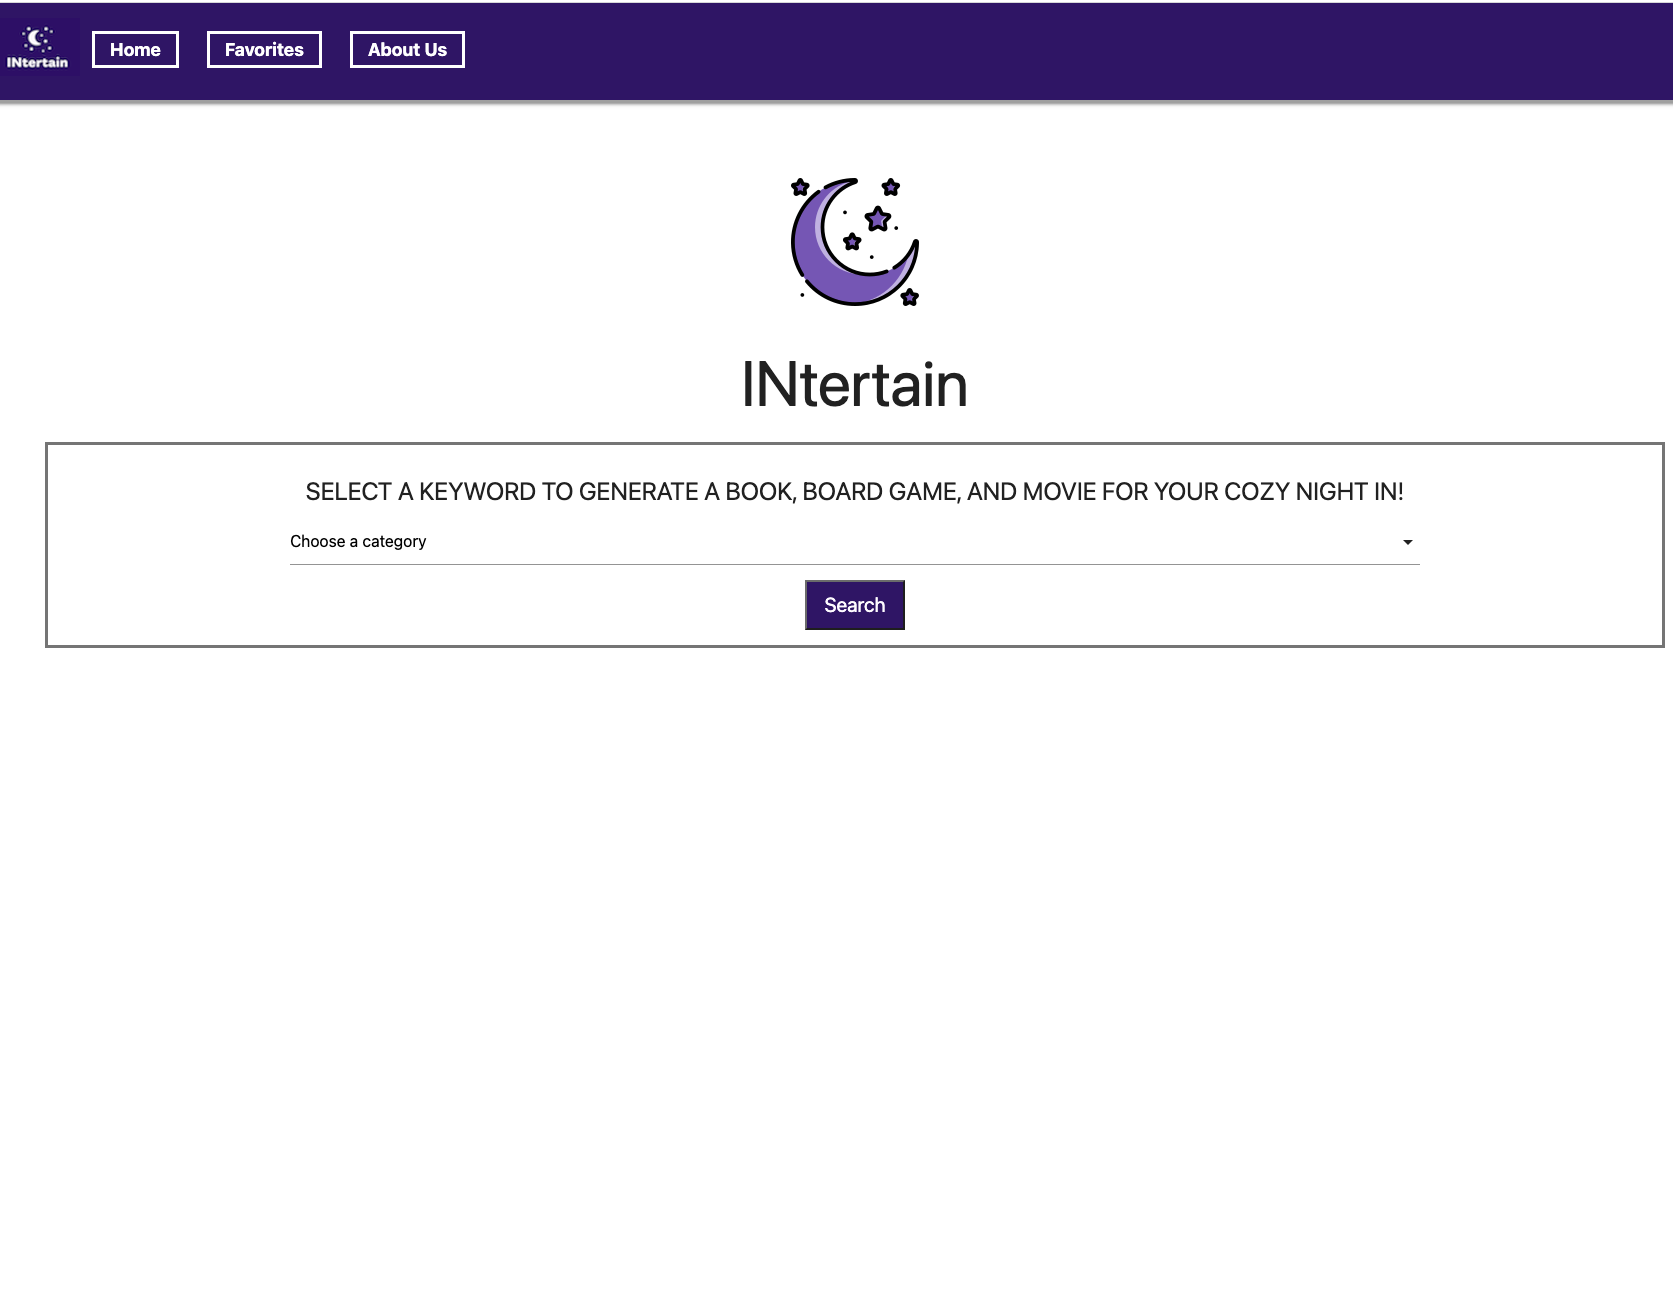 INtertain
Home
Favorites
About Us
INtertain
SELECT A KEYWORD TO GENERATE A BOOK, BOARD GAME, AND MOVIE FOR YOUR COZY NIGHT IN!
Choose a category
Search